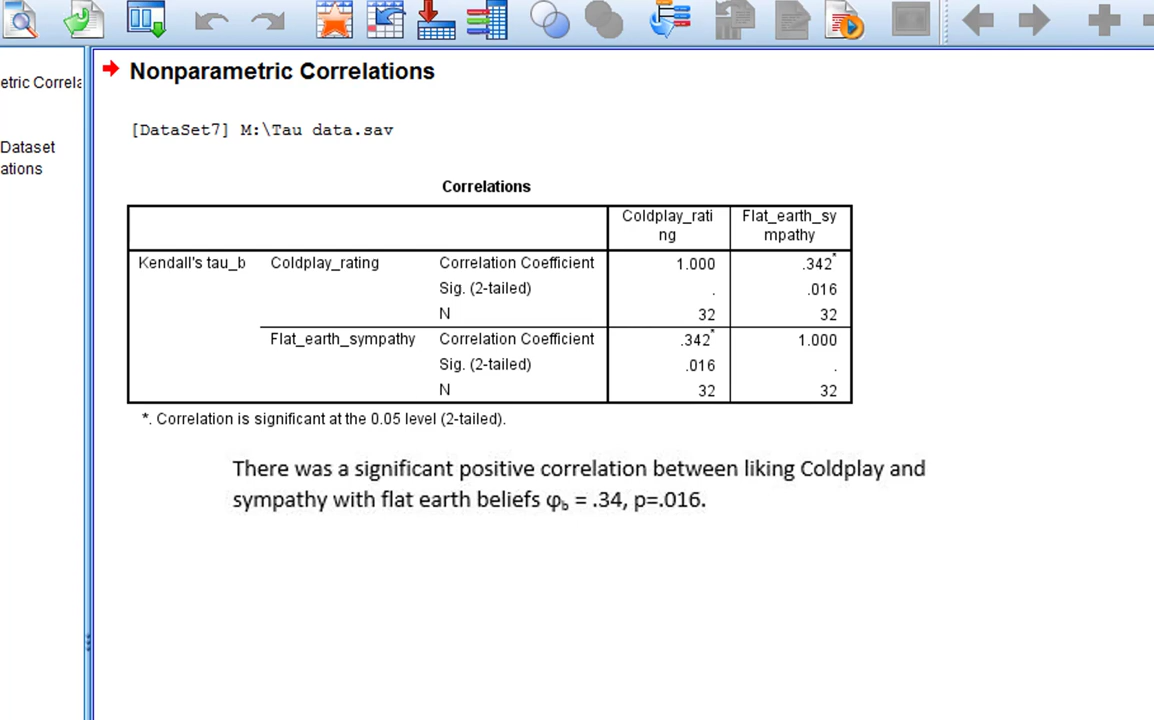 Nonparametric Correlations
etric Correla
[DataSet7] M:\Tau data.sav
Dataset
ations
Correlations
Coldplay_rati
ng
Flat_earth_sy
mpathy
Kendall's tau_b Coldplay_rating Correlation Coefficient 1.000 .342*
Sig. (2-tailed) . .016
N 32 32
Flat_earth_sympathy Correlation Coefficient .342* 1.000
Sig. (2-tailed) .016 .
N 32 32
*. Correlation is significant at the 0.05 level (2-tailed).
There was a significant positive correlation between liking Coldplay and
sympathy with flat earth beliefs φb = .34, p=.016.